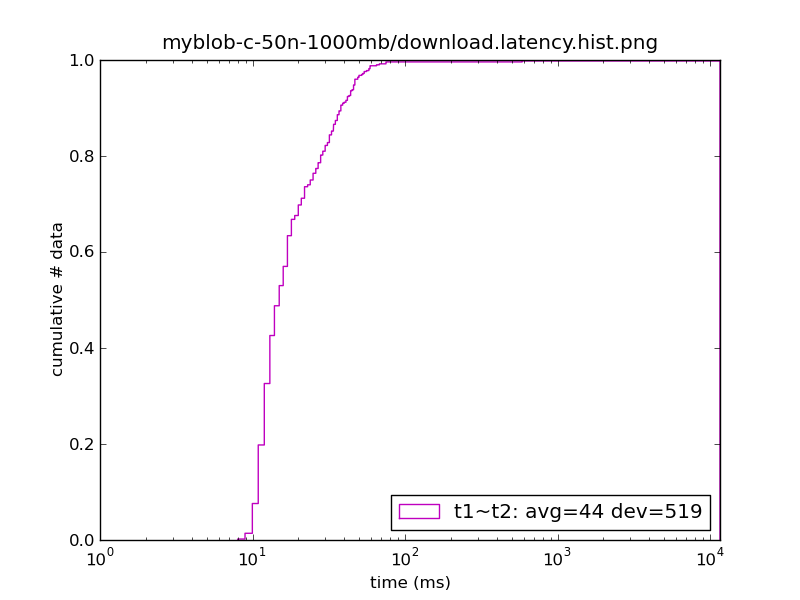 myblob-c-50n-1000mb/download.latency.hist.png
1.0
0.8
0.6
0.4
0.2
0.0
cumulative # data
t1~t2: avg=44 dev=519
10^0 10^1 10^2 10^3 10^4
time (ms)